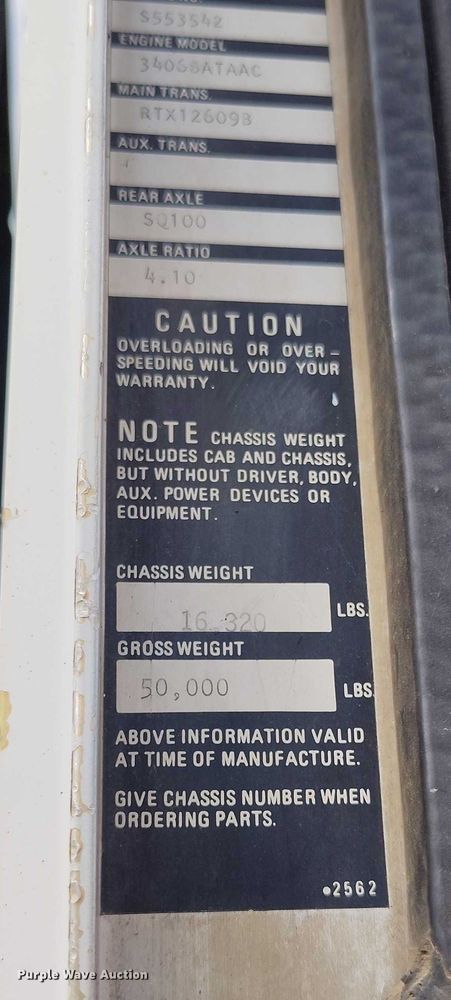 S553542
ENGINE MODEL
3406BATAAC
MAIN TRANS.
RTX12609B
AUX. TRANS.
REAR AXLE
SQ100
AXLE RATIO
4.10
CAUTION
OVERLOADING OR OVER-
SPEEDING WILL VOID YOUR
WARRANTY.
NOTE CHASSIS WEIGHT
INCLUDES CAB AND CHASSIS,
BUT WITHOUT DRIVER, BODY,
AUX. POWER DEVICES OR
EQUIPMENT.
CHASSIS WEIGHT
16,320 LBS.
GROSS WEIGHT
50,000 LBS
ABOVE INFORMATION VALID
AT TIME OF MANUFACTURE.
GIVE CHASSIS NUMBER WHEN
ORDERING PARTS.
•2562
Purple Wave Auction